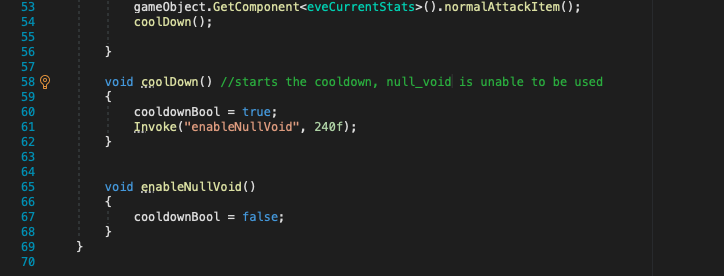 53 gameObject.GetComponent<eveCurrentStats>().normalAttackItem();
54 coolDown();
55
56 }
57
58 void coolDown() //starts the cooldown, null_void is unable to be used
59 {
60 cooldownBool = true;
61 Invoke("enableNullVoid", 240f);
62 }
63
64
65 void enableNullVoid()
66 {
67 cooldownBool = false;
68 }
69 }
70